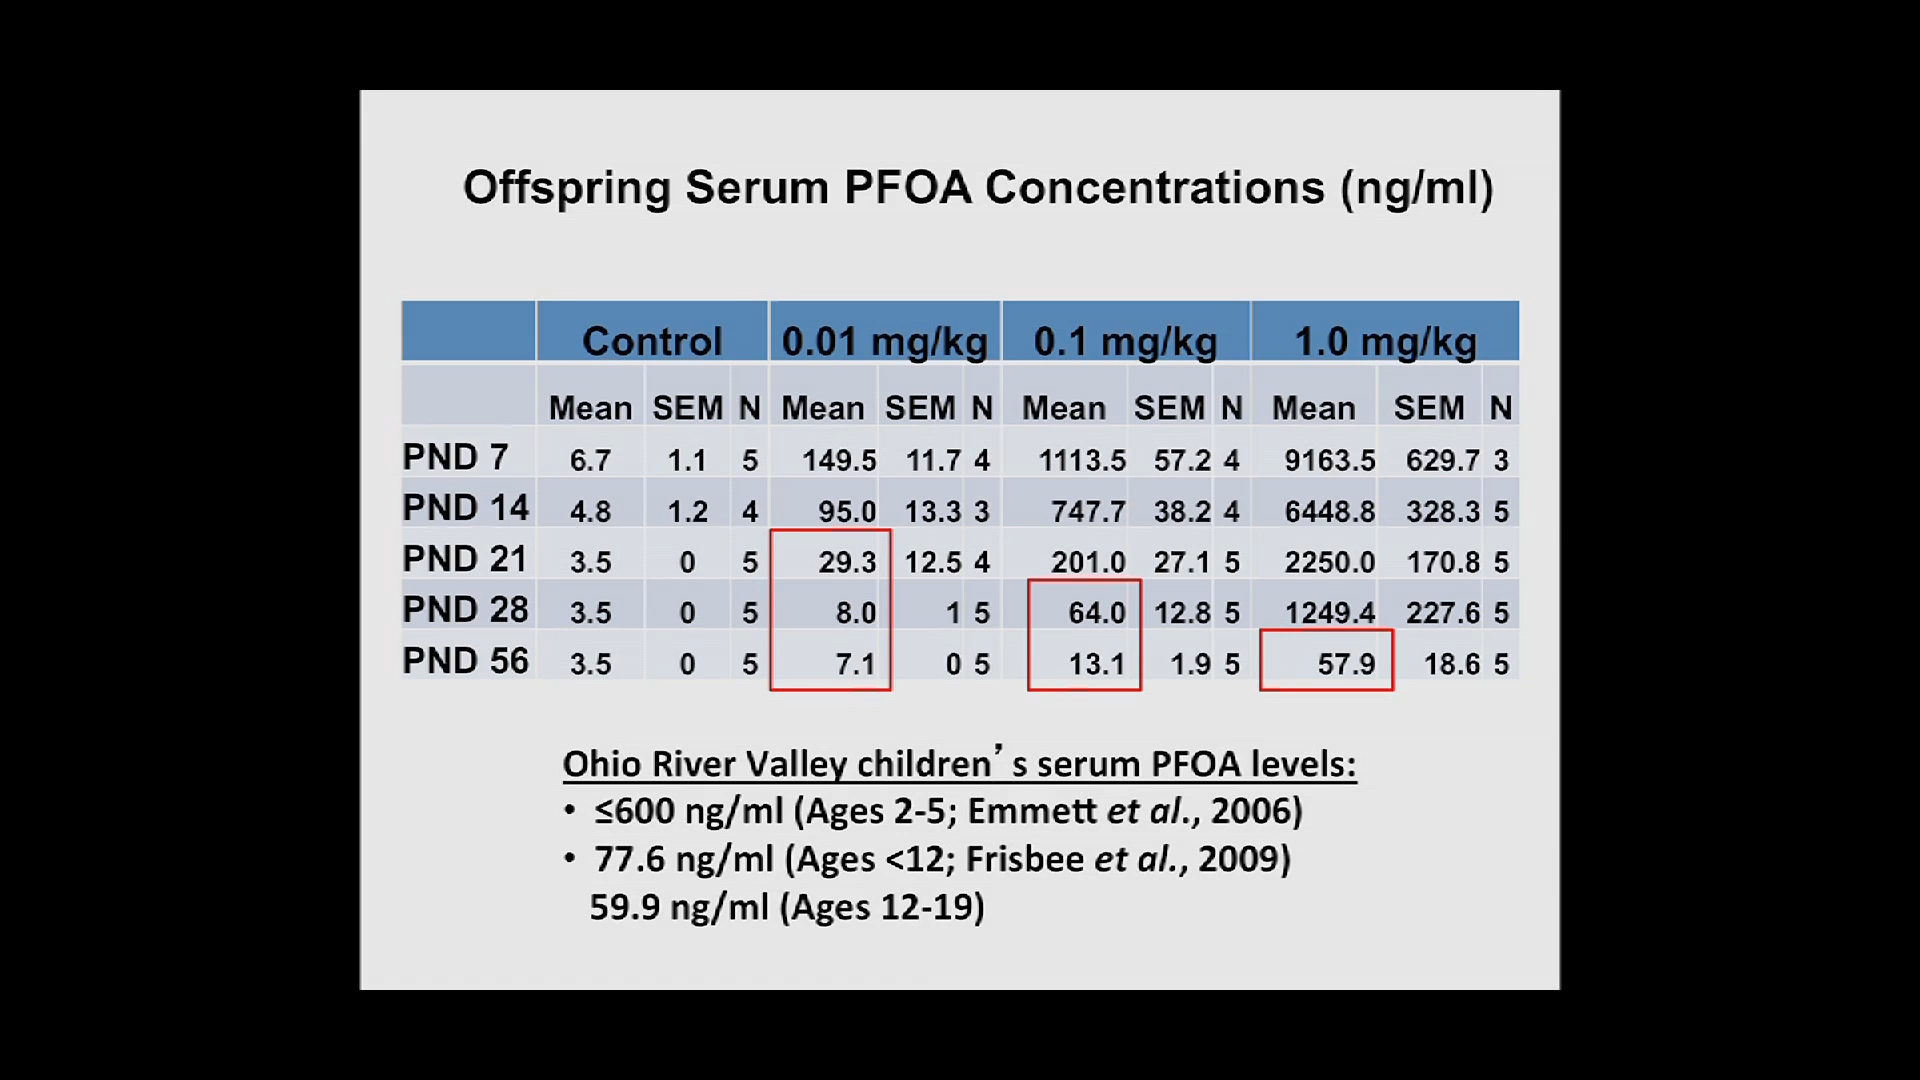 Offspring Serum PFOA Concentrations (ng/ml)
Control 0.01 mg/kg 0.1 mg/kg 1.0 mg/kg
Mean SEM N Mean SEM N Mean SEM N Mean SEM N
PND 7 6.7 1.1 5 149.5 11.7 4 1113.5 57.2 4 9163.5 629.7 3
PND 14 4.8 1.2 4 95.0 13.3 3 747.7 38.2 4 6448.8 328.3 5
PND 21 3.5 0 5 29.3 12.5 4 201.0 27.1 5 2250.0 170.8 5
PND 28 3.5 0 5 8.0 1 5 64.0 12.8 5 1249.4 227.6 5
PND 56 3.5 0 5 7.1 0 5 13.1 1.9 5 57.9 18.6 5
Ohio River Valley children’s serum PFOA levels:
• ≤600 ng/ml (Ages 2-5; Emmett et al., 2006)
• 77.6 ng/ml (Ages <12; Frisbee et al., 2009)
59.9 ng/ml (Ages 12-19)